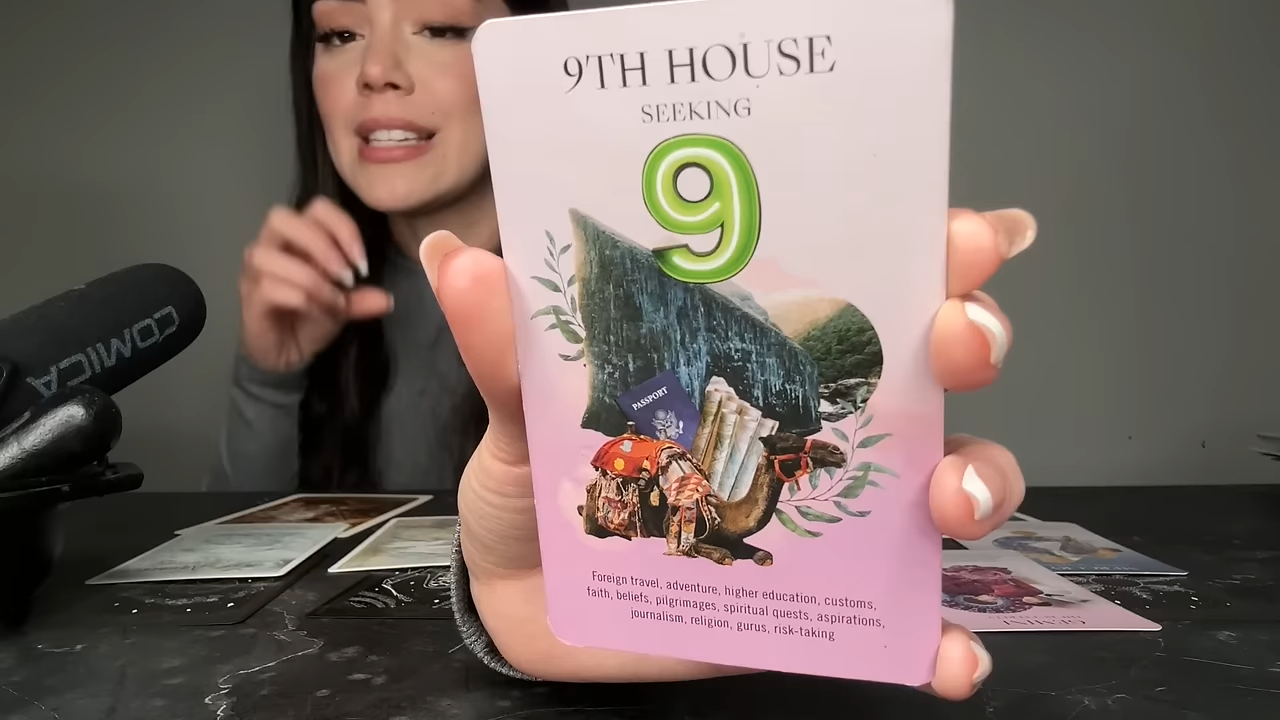 9TH HOUSE
SEEKING
9
PASSPORT
Foreign travel, adventure, higher education, customs,
faith, beliefs, pilgrimages, spiritual quests, aspirations,
journalism, religion, gurus, risk-taking
COMICA
GEMINI